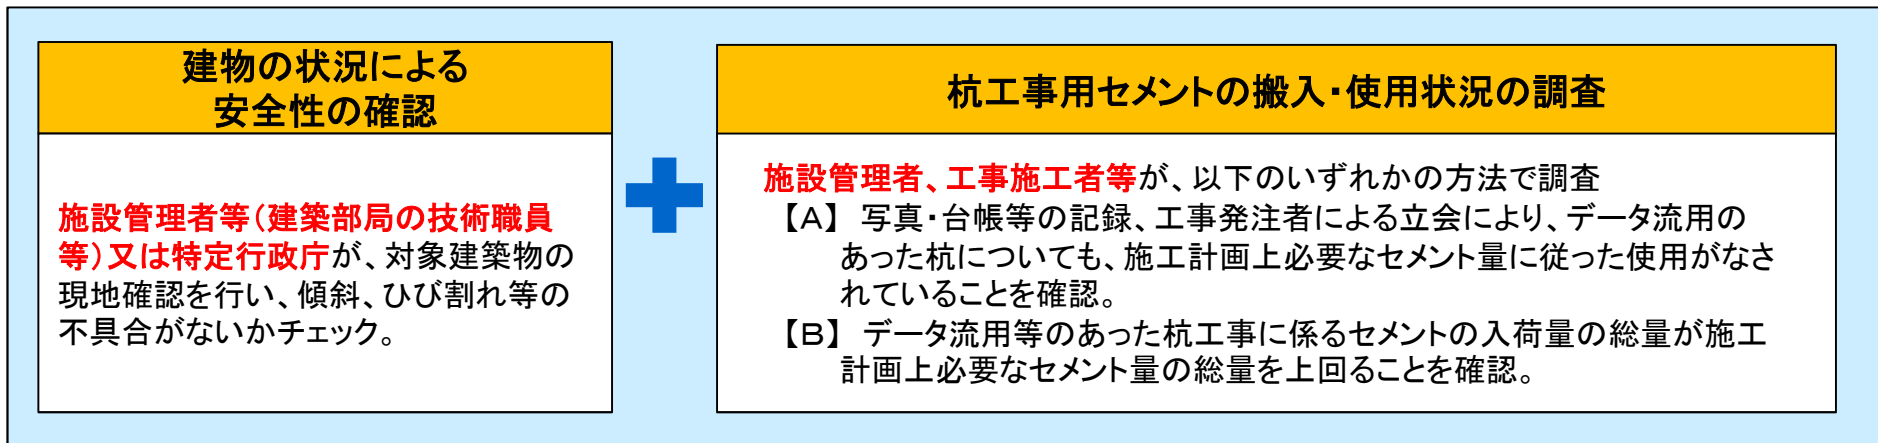 建物の状況による
安全性の確認
施設管理者等(建築部局の技術職員
等)又は特定行政庁が、対象建築物の
現地確認を行い、傾斜、ひび割れ等の
不具合がないかチェック。
杭工事用セメントの搬入・使用状況の調査
施設管理者、工事施工者等が、以下のいずれかの方法で調査
【A】 写真・台帳等の記録、工事発注者による立会により、データ流用の
あった杭についても、施工計画上必要なセメント量に従った使用がなさ
れていることを確認。
【B】 データ流用等のあった杭工事に係るセメントの入荷量の総量が施工
計画上必要なセメント量の総量を上回ることを確認。